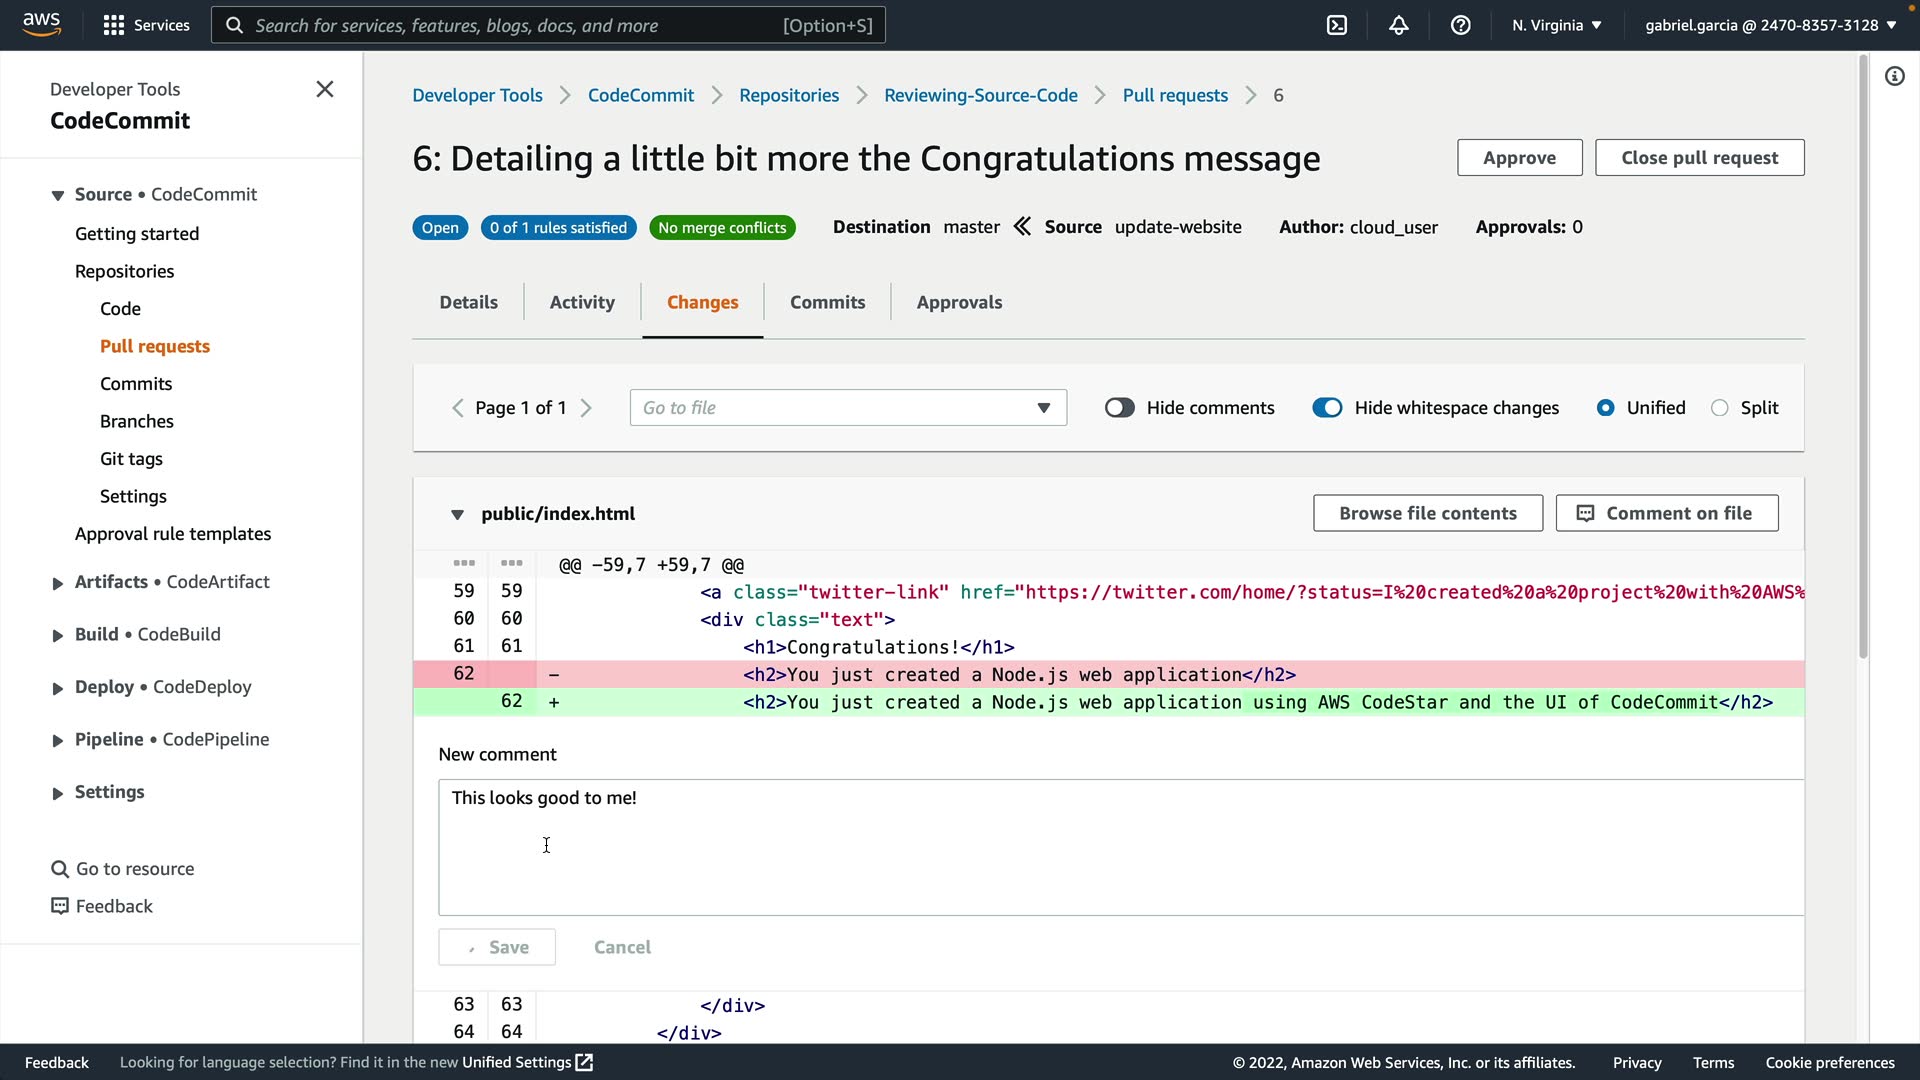 aws
Services
Search for services, features, blogs, docs, and more [Option+S]
N. Virginia
gabriel.garcia @ 2470-8357-3128
Developer Tools
CodeCommit
Source • CodeCommit
Getting started
Repositories
Code
Pull requests
Commits
Branches
Git tags
Settings
Approval rule templates
Artifacts • CodeArtifact
Build • CodeBuild
Deploy • CodeDeploy
Pipeline • CodePipeline
Settings
Go to resource
Feedback
Developer Tools > CodeCommit > Repositories > Reviewing-Source-Code > Pull requests > 6
6: Detailing a little bit more the Congratulations message
Approve
Close pull request
Open 0 of 1 rules satisfied No merge conflicts Destination master Source update-website Author: cloud_user Approvals: 0
Details Activity Changes Commits Approvals
Page 1 of 1
Go to file
Hide comments
Hide whitespace changes
Unified
Split
public/index.html
Browse file contents
Comment on file
@@ -59,7 +59,7 @@
59 59 <a class="twitter-link" href="https://twitter.com/home/?status=I%20created%20a%20project%20with%20AWS%
60 60 <div class="text">
61 61 <h1>Congratulations!</h1>
62 - <h2>You just created a Node.js web application</h2>
62 + <h2>You just created a Node.js web application using AWS CodeStar and the UI of CodeCommit</h2>
New comment
This looks good to me!
Save
Cancel
63 63 </div>
64 64 </div>
Feedback
Looking for language selection? Find it in the new Unified Settings
© 2022, Amazon Web Services, Inc. or its affiliates.
Privacy
Terms
Cookie preferences